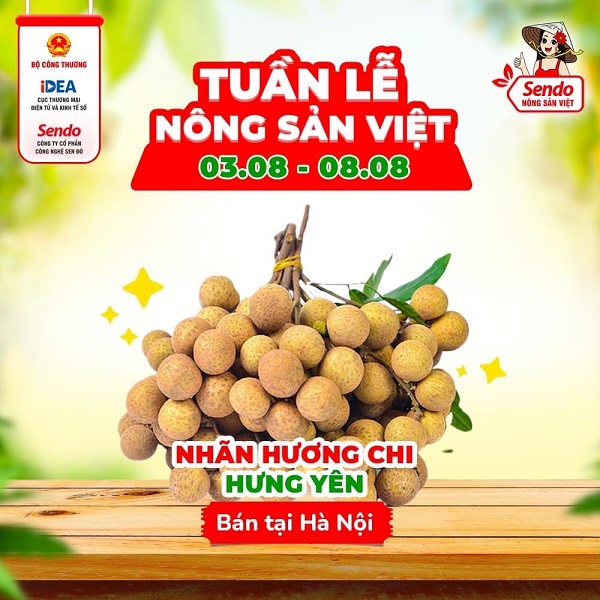 BỘ CÔNG THƯƠNG
iDEA
CỤC THƯƠNG MẠI
ĐIỆN TỬ VÀ KINH TẾ SỐ
Sendo
CÔNG TY CỔ PHẦN
CÔNG NGHỆ SEN ĐỎ
Sendo
NÔNG SẢN VIỆT
TUẦN LỄ
NÔNG SẢN VIỆT
03.08 - 08.08
NHÃN HƯƠNG CHI
HƯNG YÊN
Bán tại Hà Nội